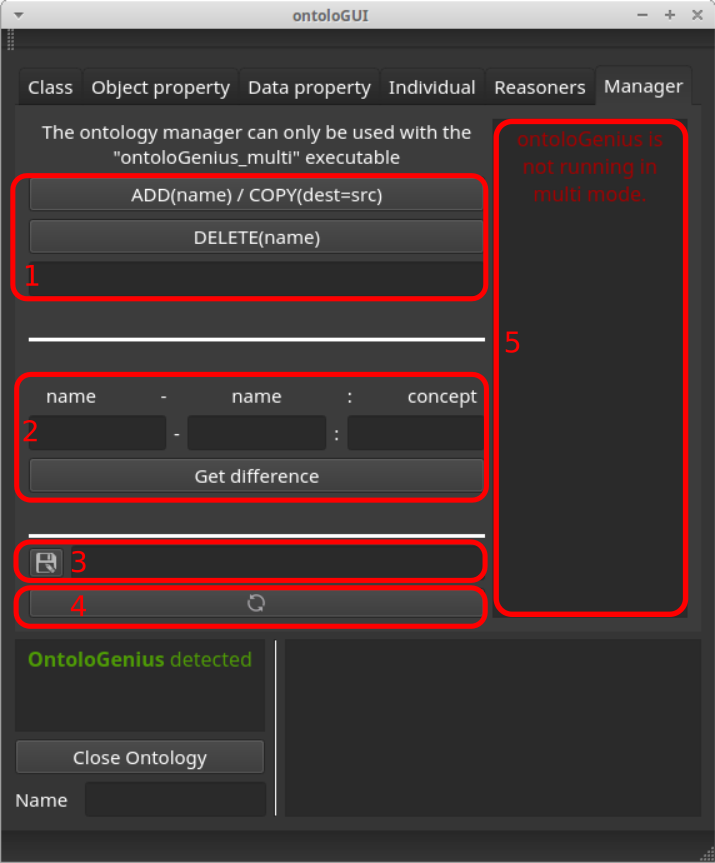 ontoloGUI
Class Object property Data property Individual Reasoners Manager
The ontology manager can only be used with the
"ontoloGenius_multi" executable
ADD(name) / COPY(dest=src)
DELETE(name)
1
name - name : concept
2 - :
Get difference
3
4
ontoloGenius is
not running in
multi mode.
5
OntoloGenius detected
Close Ontology
Name